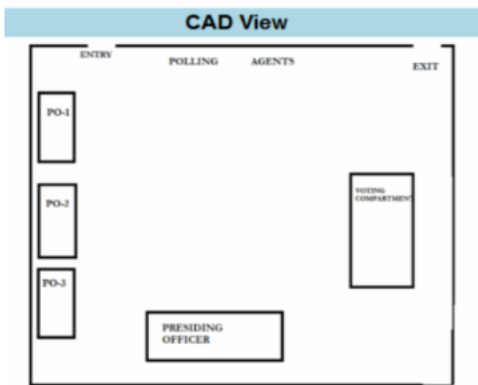 CAD View
ENTRY
POLLING AGENTS
EXIT
PO-1
PO-2
VOTING
COMPARTMENT
PO-3
PRESIDING
OFFICER